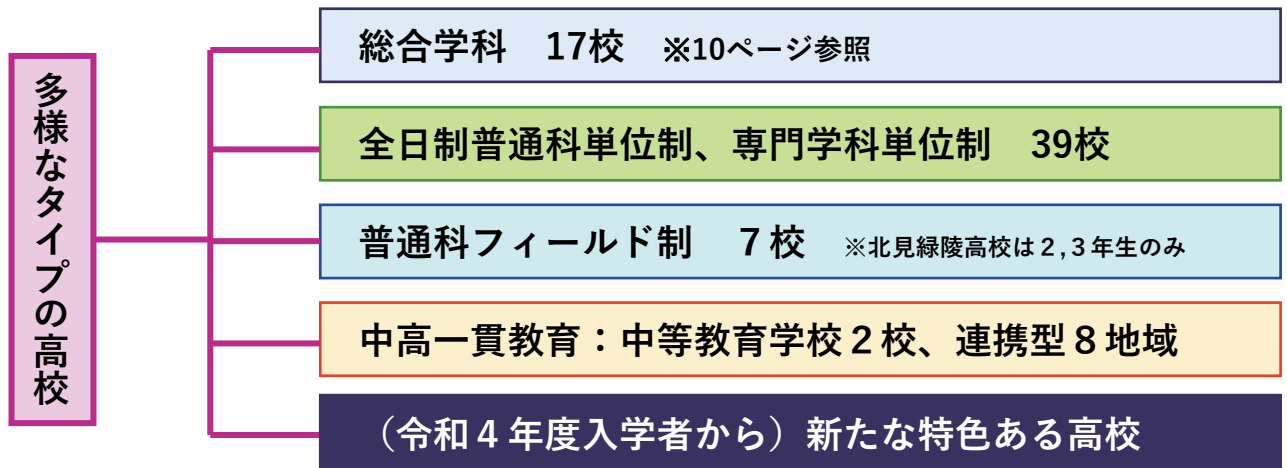 多様なタイプの高校
総合学科　17校　※10ページ参照
全日制普通科単位制、専門学科単位制　39校
普通科フィールド制　７校　※北見緑陵高校は２,３年生のみ
中高一貫教育：中等教育学校２校、連携型８地域
（令和４年度入学者から）新たな特色ある高校